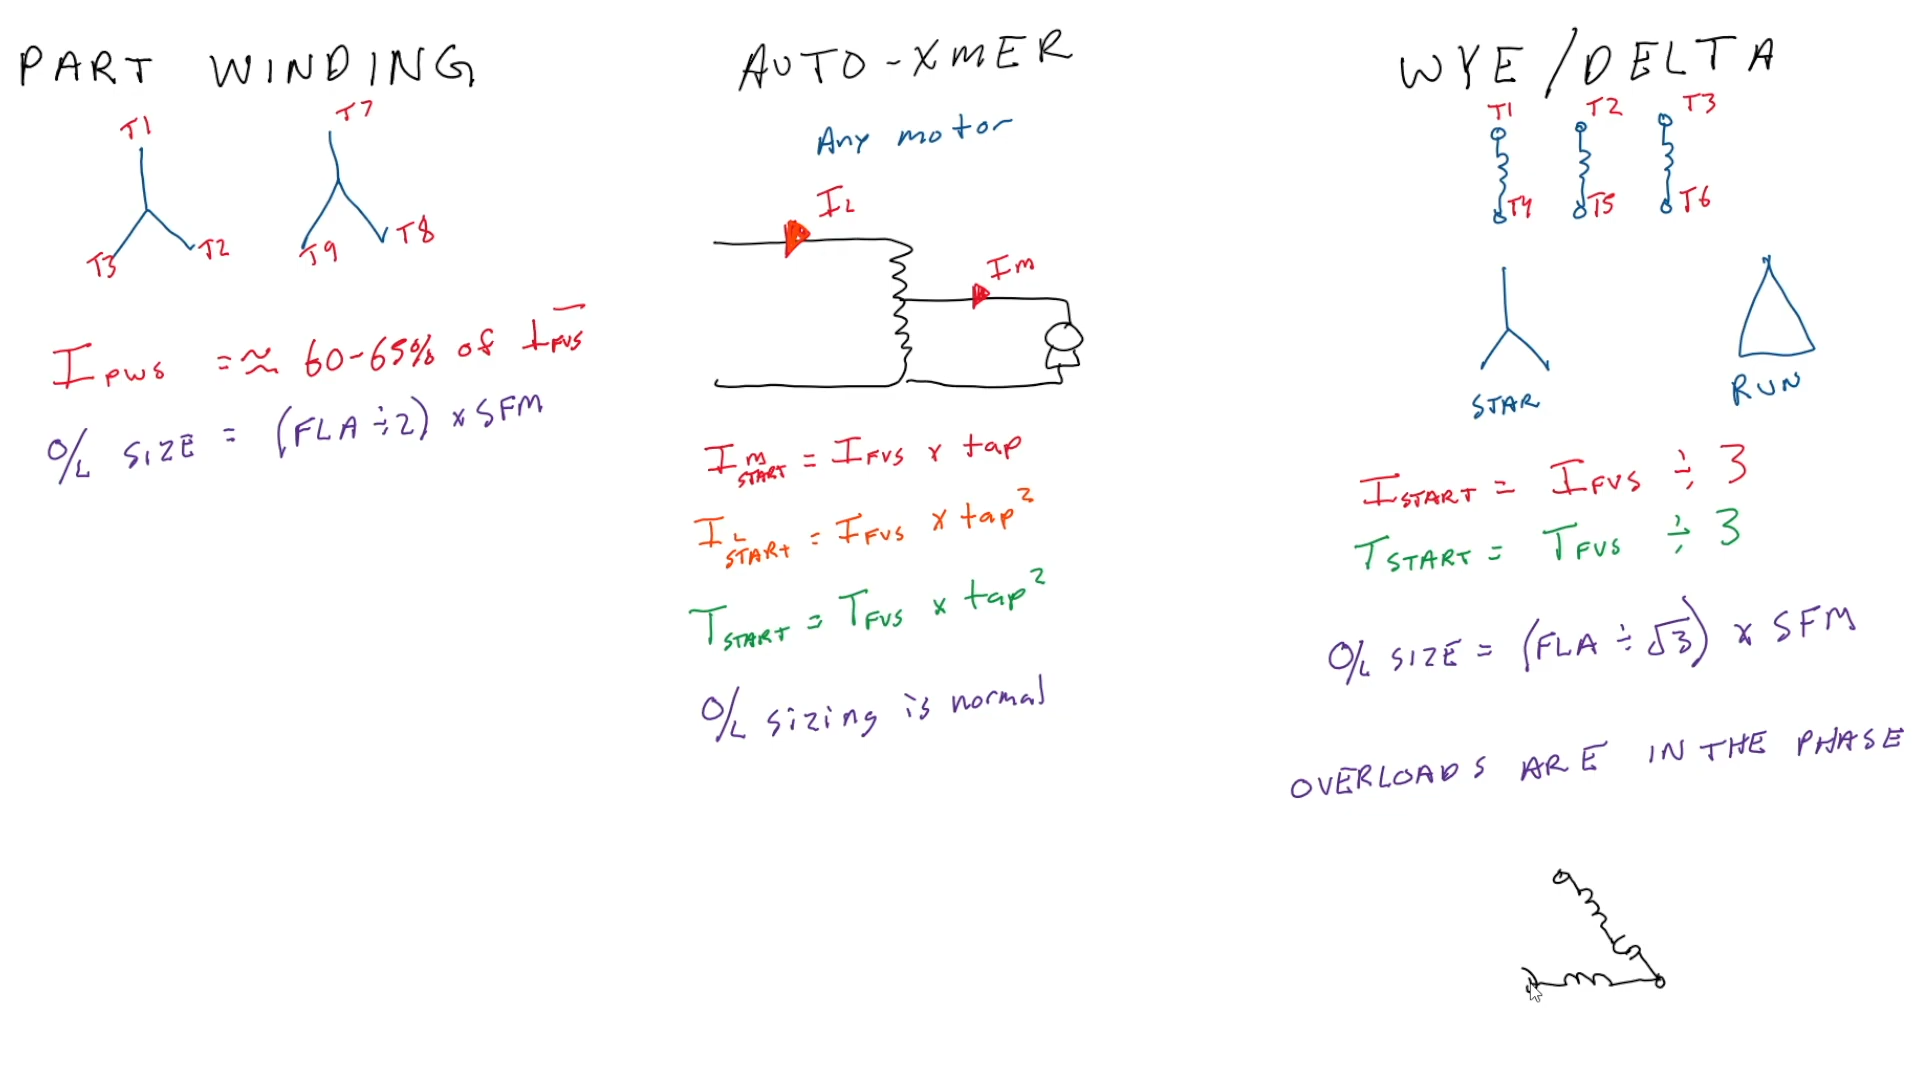 PART WINDING
T1
T7
T3
T2
T9
T8
I PWS =≈ 60-65% of IFVS
O/L SIZE = (FLA ÷ 2) x SFM
AUTO-XMER
Any motor
IL
Im
I m START = IFVS x tap
I L START = IFVS x tap²
TSTART = TFVS x tap²
O/L sizing is normal
WYE/DELTA
T1 T2 T3
T4 T5 T6
STAR
RUN
ISTART = IFVS ÷ 3
TSTART = TFVS ÷ 3
O/L SIZE = (FLA ÷ √3) x SFM
OVERLOADS ARE IN THE PHASE